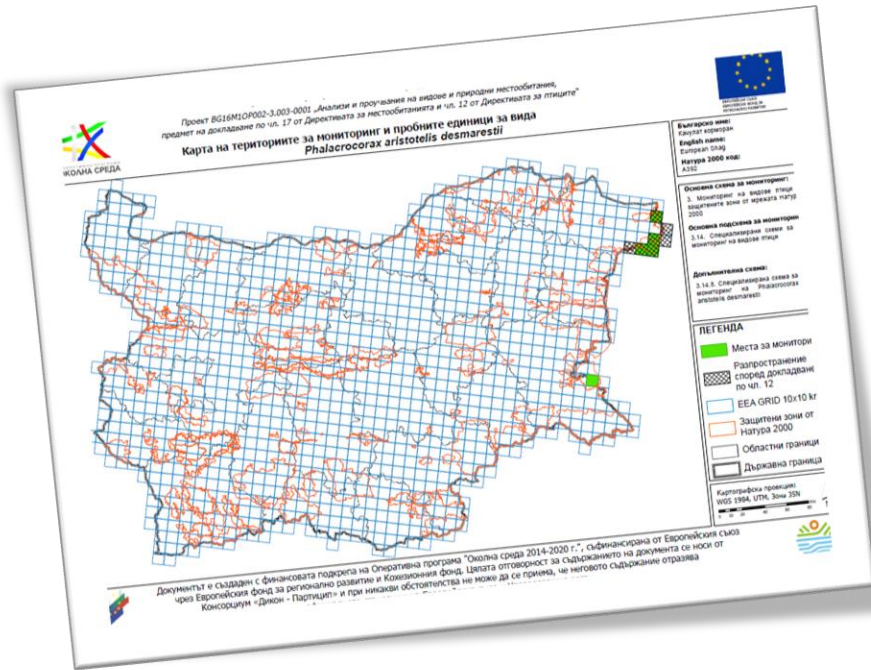 Проект BG16M1OP002-3.003-0001 „Анализи и проучвания на видове и природни местообитания,
предмет на докладване по чл. 17 от Директивата за местообитанията и чл. 12 от Директивата за птиците"
Карта на териториите за мониторинг и пробните единици за вида
Phalacrocorax aristotelis desmarestii
ОКОЛНА СРЕДА
ЕВРОПЕЙСКИ СЪЮЗ
Българско име:
Качулат корморан
English name:
European Shag
Натура 2000 код:
A392
Основна схема за мониторинг:
3. Мониторинг на видове птици
защитените зони от мрежата Натур
2000
Основна подсхема за монитори
3.14. Специализирани схеми за
мониторинг на видове птици
Допълнителна схема:
3.14.8. Специализирана схема за
мониторинг на Phalacrocorax
aristotelis desmarestii
ЛЕГЕНДА
Места за монитори
Разпространение
според докладван
по чл. 12
EEA GRID 10x10 kr
Защитени зони от
Натура 2000
Областни граници
Държавна граница
Картографска проекция:
WGS 1984, UTM, Зона 35N
Документът е създаден с финансовата подкрепа на Оперативна програма "Околна среда 2014-2020 г.", съфинансирана от Европейския съюз
чрез Европейския фонд за регионално развитие и Кохезионния фонд. Цялата отговорност за съдържанието на документа се носи от
Консорциум «Дикон - Партицип» и при никакви обстоятелства не може да се приема, че неговото съдържание отразява